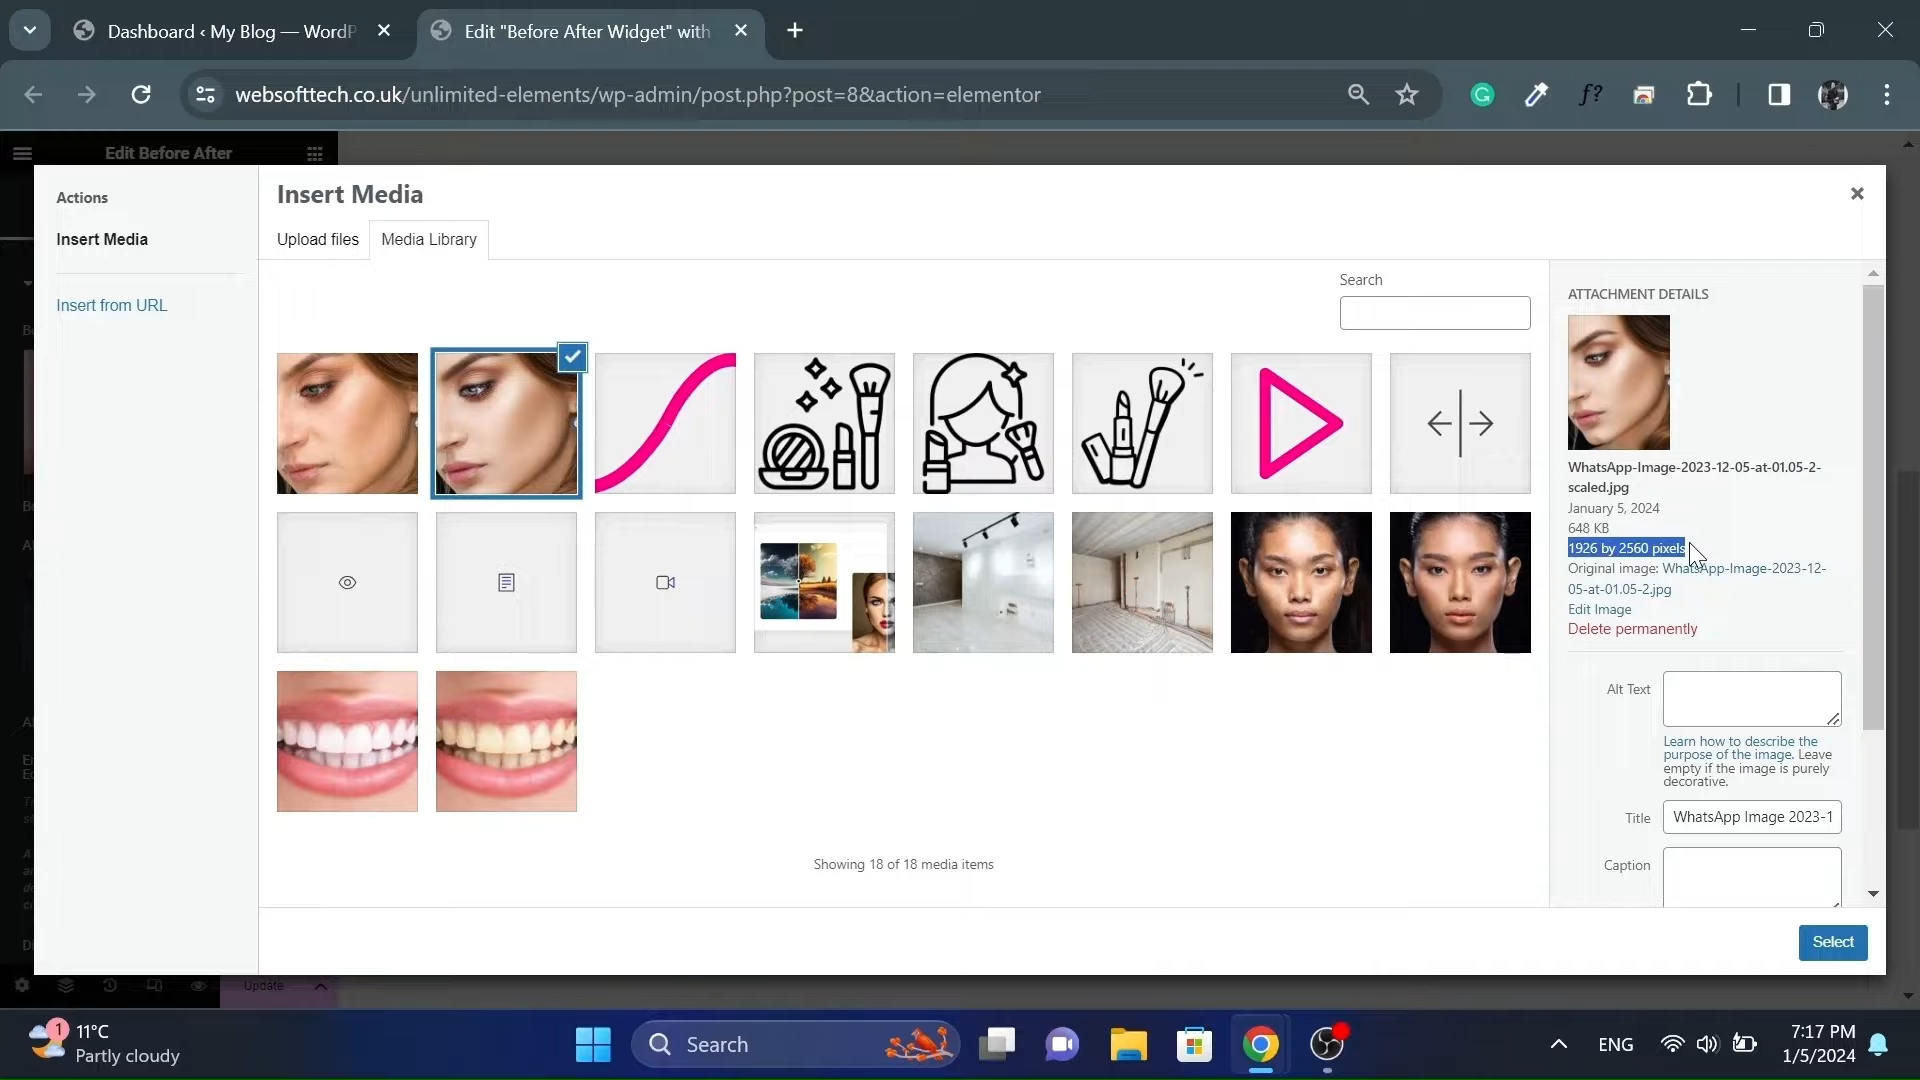 Dashboard ‹ My Blog — WordP
Edit "Before After Widget" with
websofttech.co.uk/unlimited-elements/wp-admin/post.php?post=8&action=elementor
f?
Edit Before After
Actions
Insert Media
Insert from URL
Insert Media
Upload files
Media Library
Search
Showing 18 of 18 media items
ATTACHMENT DETAILS
WhatsApp-Image-2023-12-05-at-01.05-2-
scaled.jpg
January 5, 2024
648 KB
1926 by 2560 pixels
Original image: WhatsApp-Image-2023-12-
05-at-01.05-2.jpg
Edit Image
Delete permanently
Alt Text
Learn how to describe the
purpose of the image. Leave
empty if the image is purely
decorative.
Title
WhatsApp Image 2023-1
Caption
Select
Update
1
11°C
Partly cloudy
Search
ENG
7:17 PM
1/5/2024